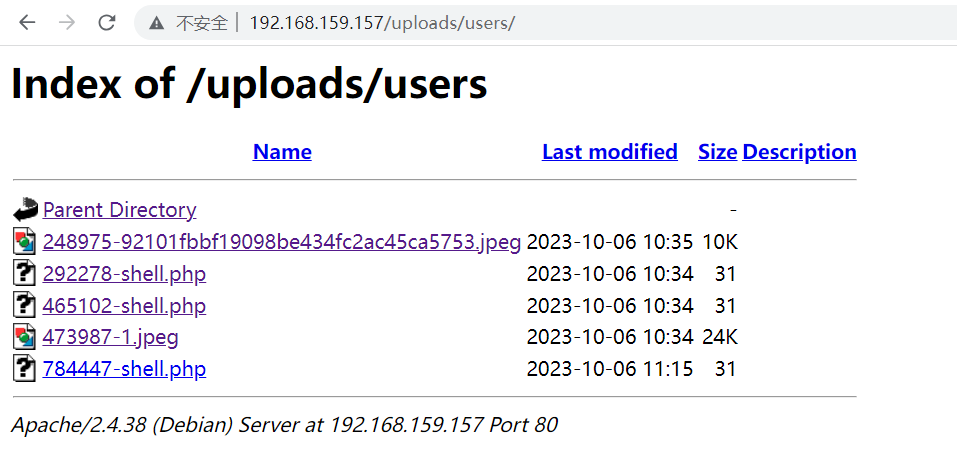 不安全 | 192.168.159.157/uploads/users/
Index of /uploads/users
Name Last modified Size Description
Parent Directory -
248975-92101fbbf19098be434fc2ac45ca5753.jpeg 2023-10-06 10:35 10K
292278-shell.php 2023-10-06 10:34 31
465102-shell.php 2023-10-06 10:34 31
473987-1.jpeg 2023-10-06 10:34 24K
784447-shell.php 2023-10-06 11:15 31
Apache/2.4.38 (Debian) Server at 192.168.159.157 Port 80